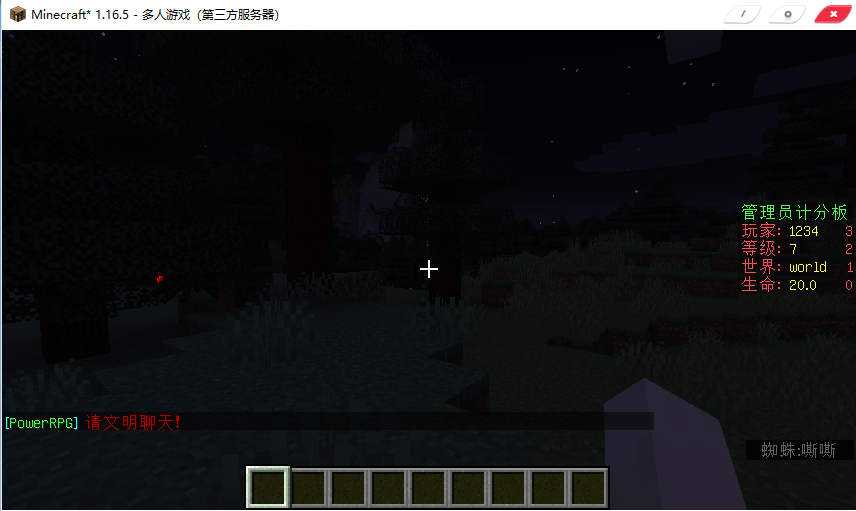 Minecraft* 1.16.5 - 多人游戏（第三方服务器）
管理员计分板
玩家: 1234 3
等级: 7 2
世界: world 1
生命: 20.0 0
[PowerRPG] 请文明聊天!
蜘蛛:嘶嘶